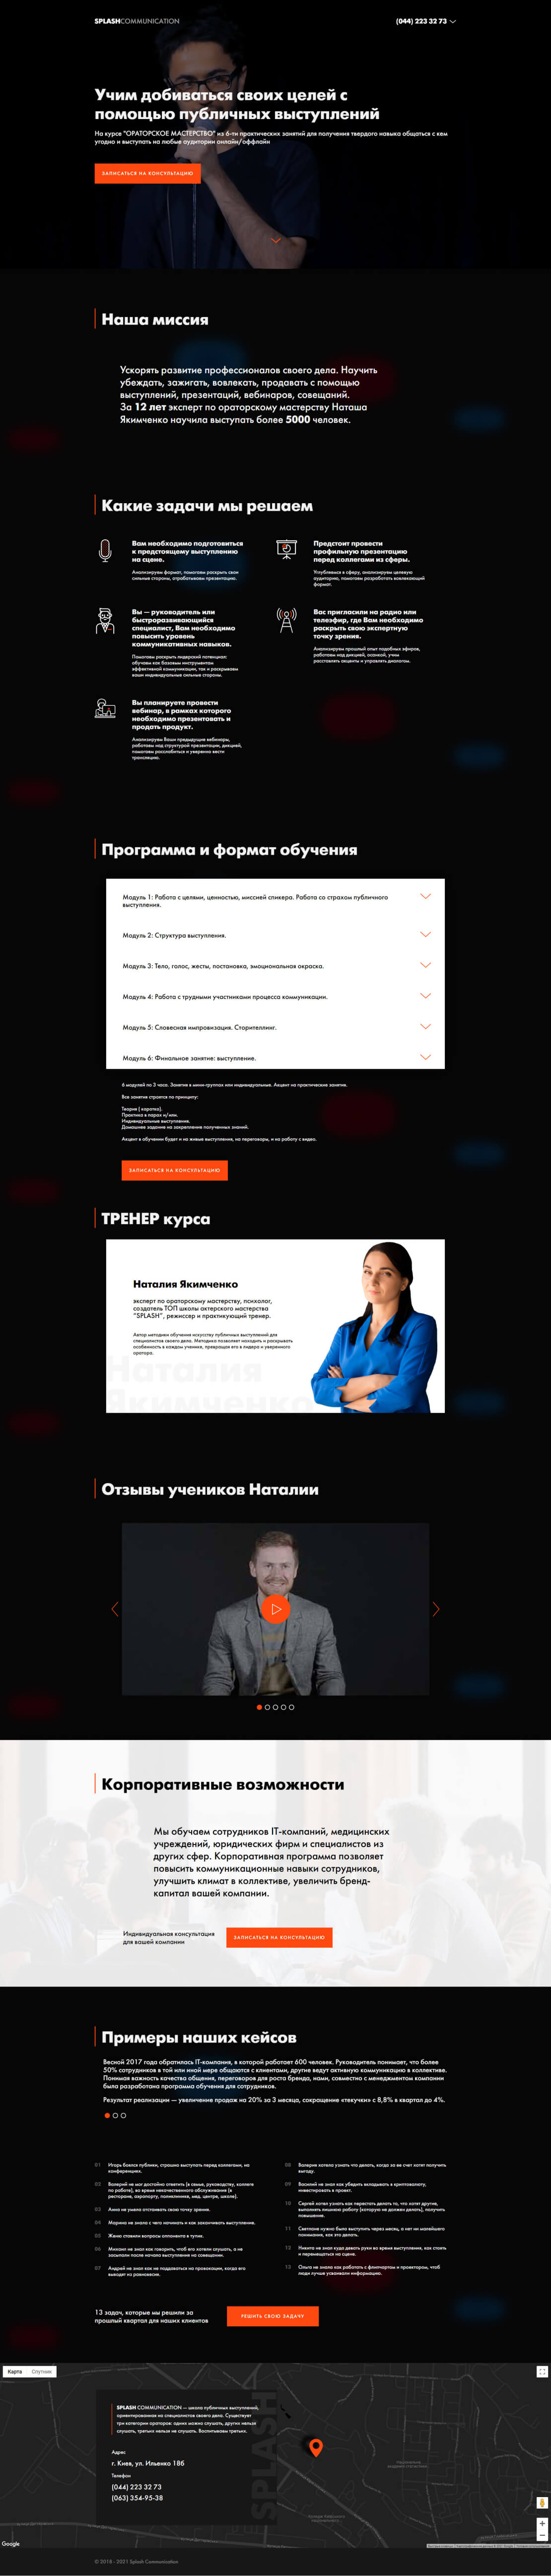 SPLASHCOMMUNICATION
(044) 223 32 73
Учим добиваться своих целей с
помощью публичных выступлений
На курсе "ОРАТОРСКОЕ МАСТЕРСТВО" из 6-ти практических занятий для получения твердого навыка общаться с кем
угодно и выступать на любые аудитории онлайн/оффлайн
ЗАПИСАТЬСЯ НА КОНСУЛЬТАЦИЮ
Наша миссия
Ускорять развитие профессионалов своего дела. Научить
убеждать, зажигать, вовлекать, продавать с помощью
выступлений, презентаций, вебинаров, совещаний.
За 12 лет эксперт по ораторскому мастерству Наташа
Якимченко научила выступать более 5000 человек.
Какие задачи мы решаем
Вам необходимо подготовиться
к предстоящему выступлению
на сцене.
Анализируем формат, помогаем раскрыть свои
сильные стороны, отрабатываем презентацию.
Предстоит провести
профильную презентацию
перед коллегами из сферы.
Углубляемся в сферу, анализируем целевую
аудиторию, помогаем разработать вовлекающий
формат.
Вы — руководитель или
быстроразвивающийся
специалист, Вам необходимо
повысить уровень
коммуникативных навыков.
Помогаем раскрыть лидерский потенциал:
обучаем как базовым инструментам
эффективной коммуникации, так и раскрываем
ваши индивидуальные сильные стороны.
Вас пригласили на радио или
телеэфир, где Вам необходимо
раскрыть свою экспертную
точку зрения.
Анализируем прошлый опыт подобных эфиров,
работаем над дикцией, осанкой, учим
расставлять акценты и управлять диалогом.
Вы планируете провести
вебинар, в рамках которого
необходимо презентовать и
продать продукт.
Анализируем Ваши предыдущие вебинары,
работаем над структурой презентации, дикцией,
помогаем расслабиться и уверенно вести
трансляцию.
Программа и формат обучения
Модуль 1: Работа с целями, ценностью, миссией спикера. Работа со страхом публичного
выступления.
Модуль 2: Структура выступления.
Модуль 3: Тело, голос, жесты, постановка, эмоциональная окраска.
Модуль 4: Работа с трудными участниками процесса коммуникации.
Модуль 5: Словесная импровизация. Сторителлинг.
Модуль 6: Финальное занятие: выступление.
6 модулей по 3 часа. Занятия в мини-группах или индивидуальные. Акцент на практические занятия.
Все занятия строятся по принципу:
Теория ( коротко).
Практика в парах и/или.
Индивидуальные выступления.
Домашнее задание на закрепление полученных знаний.
Акцент в обучении будет и на живые выступления, на переговоры, и на работу с видео.
ЗАПИСАТЬСЯ НА КОНСУЛЬТАЦИЮ
ТРЕНЕР курса
Наталия Якимченко
эксперт по ораторскому мастерству, психолог,
создатель ТОП школы актерского мастерства
"SPLASH", режиссер и практикующий тренер.
Автор методики обучения искусству публичных выступлений для
специалистов своего дела. Методика позволяет находить и раскрывать
особенность в каждом ученике, превращая его в лидера и уверенного
оратора.
Наталия
Якимченко
Отзывы учеников Наталии
Корпоративные возможности
Мы обучаем сотрудников IT-компаний, медицинских
учреждений, юридических фирм и специалистов из
других сфер. Корпоративная программа позволяет
повысить коммуникационные навыки сотрудников,
улучшить климат в коллективе, увеличить бренд-
капитал вашей компании.
Индивидуальная консультация
для вашей компании
ЗАПИСАТЬСЯ НА КОНСУЛЬТАЦИЮ
Примеры наших кейсов
Весной 2017 года обратилась IT-компания, в которой работает 600 человек. Руководитель понимает, что более
50% сотрудников в той или иной мере общаются с клиентами, другие ведут активную коммуникацию в коллективе.
Понимая важность качества общения, переговоров для роста бренда, нами, совместно с менеджментом компании
была разработана программа обучения для сотрудников.
Результат реализации — увеличение продаж на 20% за 3 месяца, сокращение «текучки» с 8,8% в квартал до 4%.
01 Игорь боялся публики, страшно выступать перед коллегами, на
конференциях.
02 Валерий не мог достойно ответить (в семье, руководству, коллеге
по работе), во время некачественного обслуживания (в
ресторане, аэропорту, поликлинике, мед. центре, школе).
03 Анна не умела отстаивать свою точку зрения.
04 Марина не знала с чего начинать и как заканчивать выступление.
05 Женю ставили вопросы оппонента в тупик.
06 Михаил не знал как говорить, чтоб его хотели слушать, а не
засыпали после начала выступления на совещании.
07 Андрей не знал как не поддаваться на провокации, когда его
выводят из равновесия.
08 Валерия хотела узнать что делать, когда за ее счет хотят получить
выгоду.
09 Василий не знал как убедить вкладывать в криптовалюту,
инвестировать в проект.
10 Сергей хотел узнать как перестать делать то, что хотят другие,
выполнять лишнюю работу (которую не должен делать), получить
повышение.
11 Светлане нужно было выступить через месяц, а нет ни малейшего
понимания, как это делать.
12 Никита не знал куда девать руки во время выступления, как стоять
и перемещаться на сцене.
13 Ольга не знала как работать с флипчартом и проектором, чтоб
люди лучше усваивали информацию.
13 задач, которые мы решили за
прошлый квартал для наших клиентов
РЕШИТЬ СВОЮ ЗАДАЧУ
Карта Спутник
SPLASH COMMUNICATION — школа публичных выступлений,
ориентированная на специалистов своего дела. Существует
три категории ораторов: одних можно слушать, других нельзя
слушать, третьих нельзя не слушать. Воспитываем третьих.
SPLASH
Адрес
г. Киев, ул. Ильенко 18б
Телефон
(044) 223 32 73
(063) 354-95-38
Google
© 2018 - 2021 Splash Communication